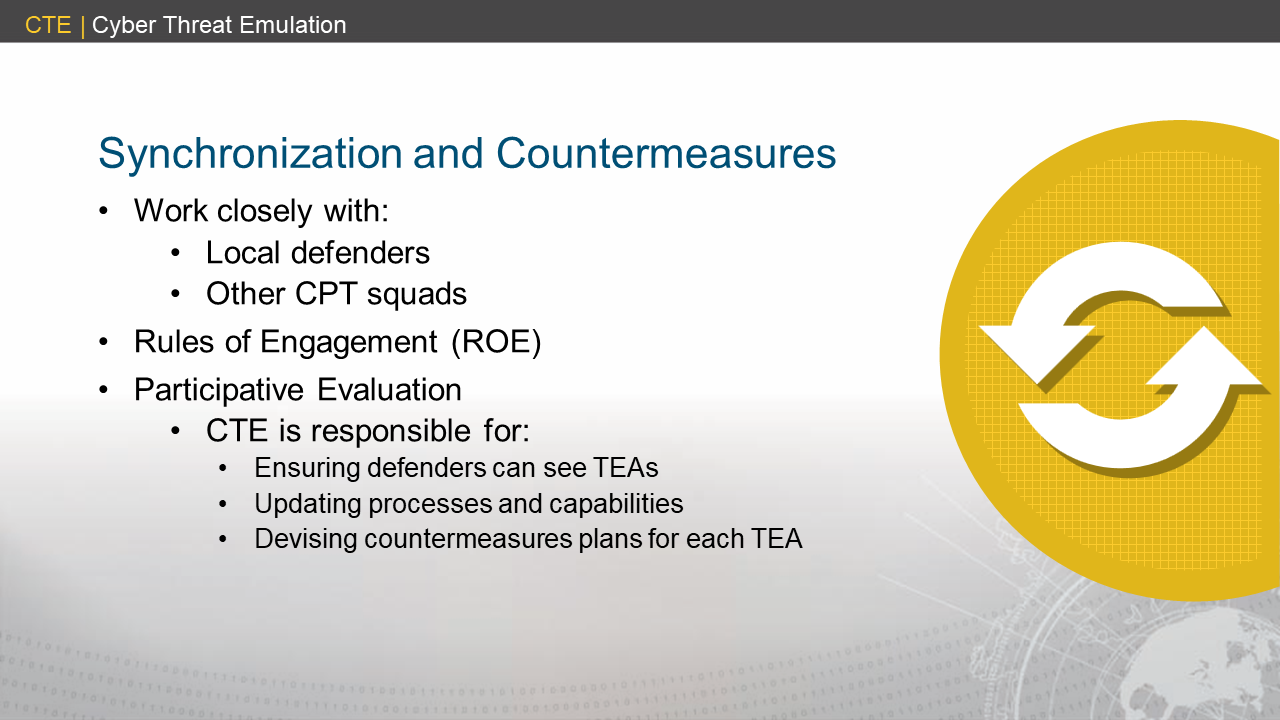 CTE | Cyber Threat Emulation
Synchronization and Countermeasures
• Work closely with:
• Local defenders
• Other CPT squads
• Rules of Engagement (ROE)
• Participative Evaluation
• CTE is responsible for:
• Ensuring defenders can see TEAs
• Updating processes and capabilities
• Devising countermeasures plans for each TEA